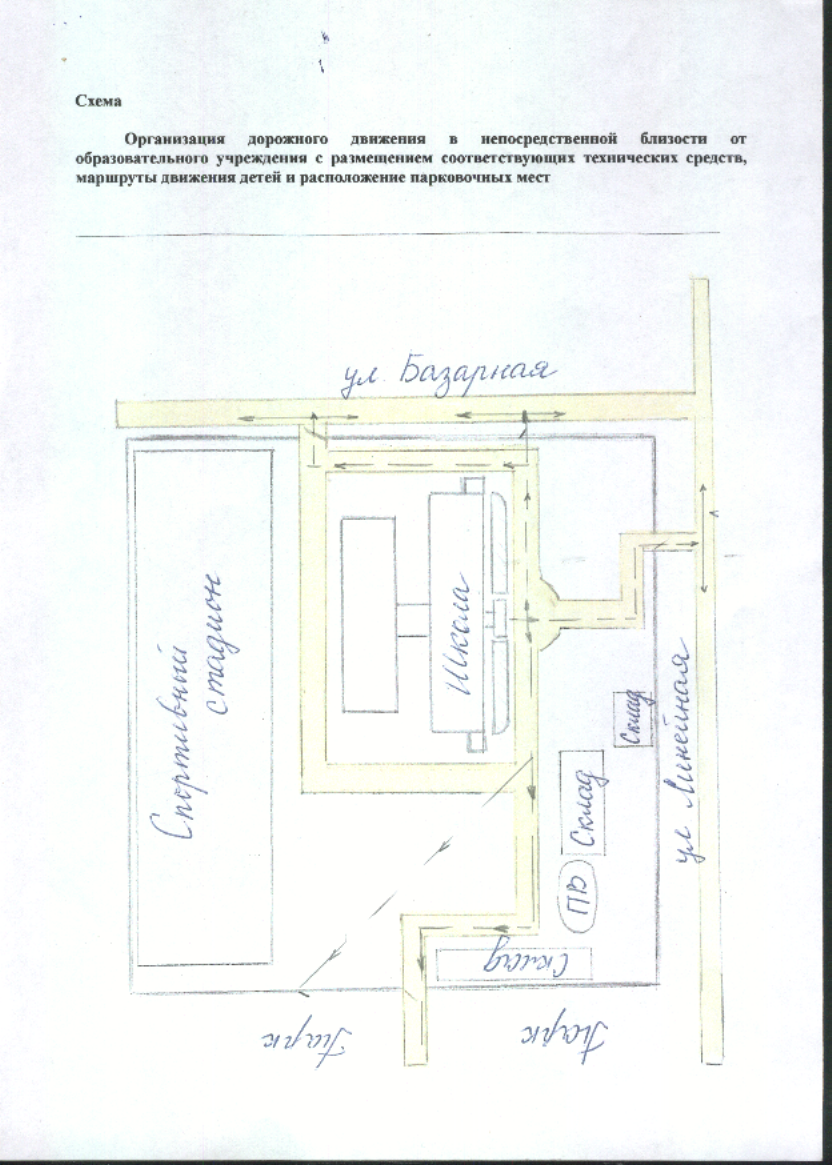 Схема
Организация дорожного движения в непосредственной близости от
образовательного учреждения с размещением соответствующих технических средств,
маршруты движения детей и расположение парковочных мест
ул. Базарная
Спортивный
стадион
Школа
Склад
ул Линейная
Склад
ПВ
Склад
Парк
Парк